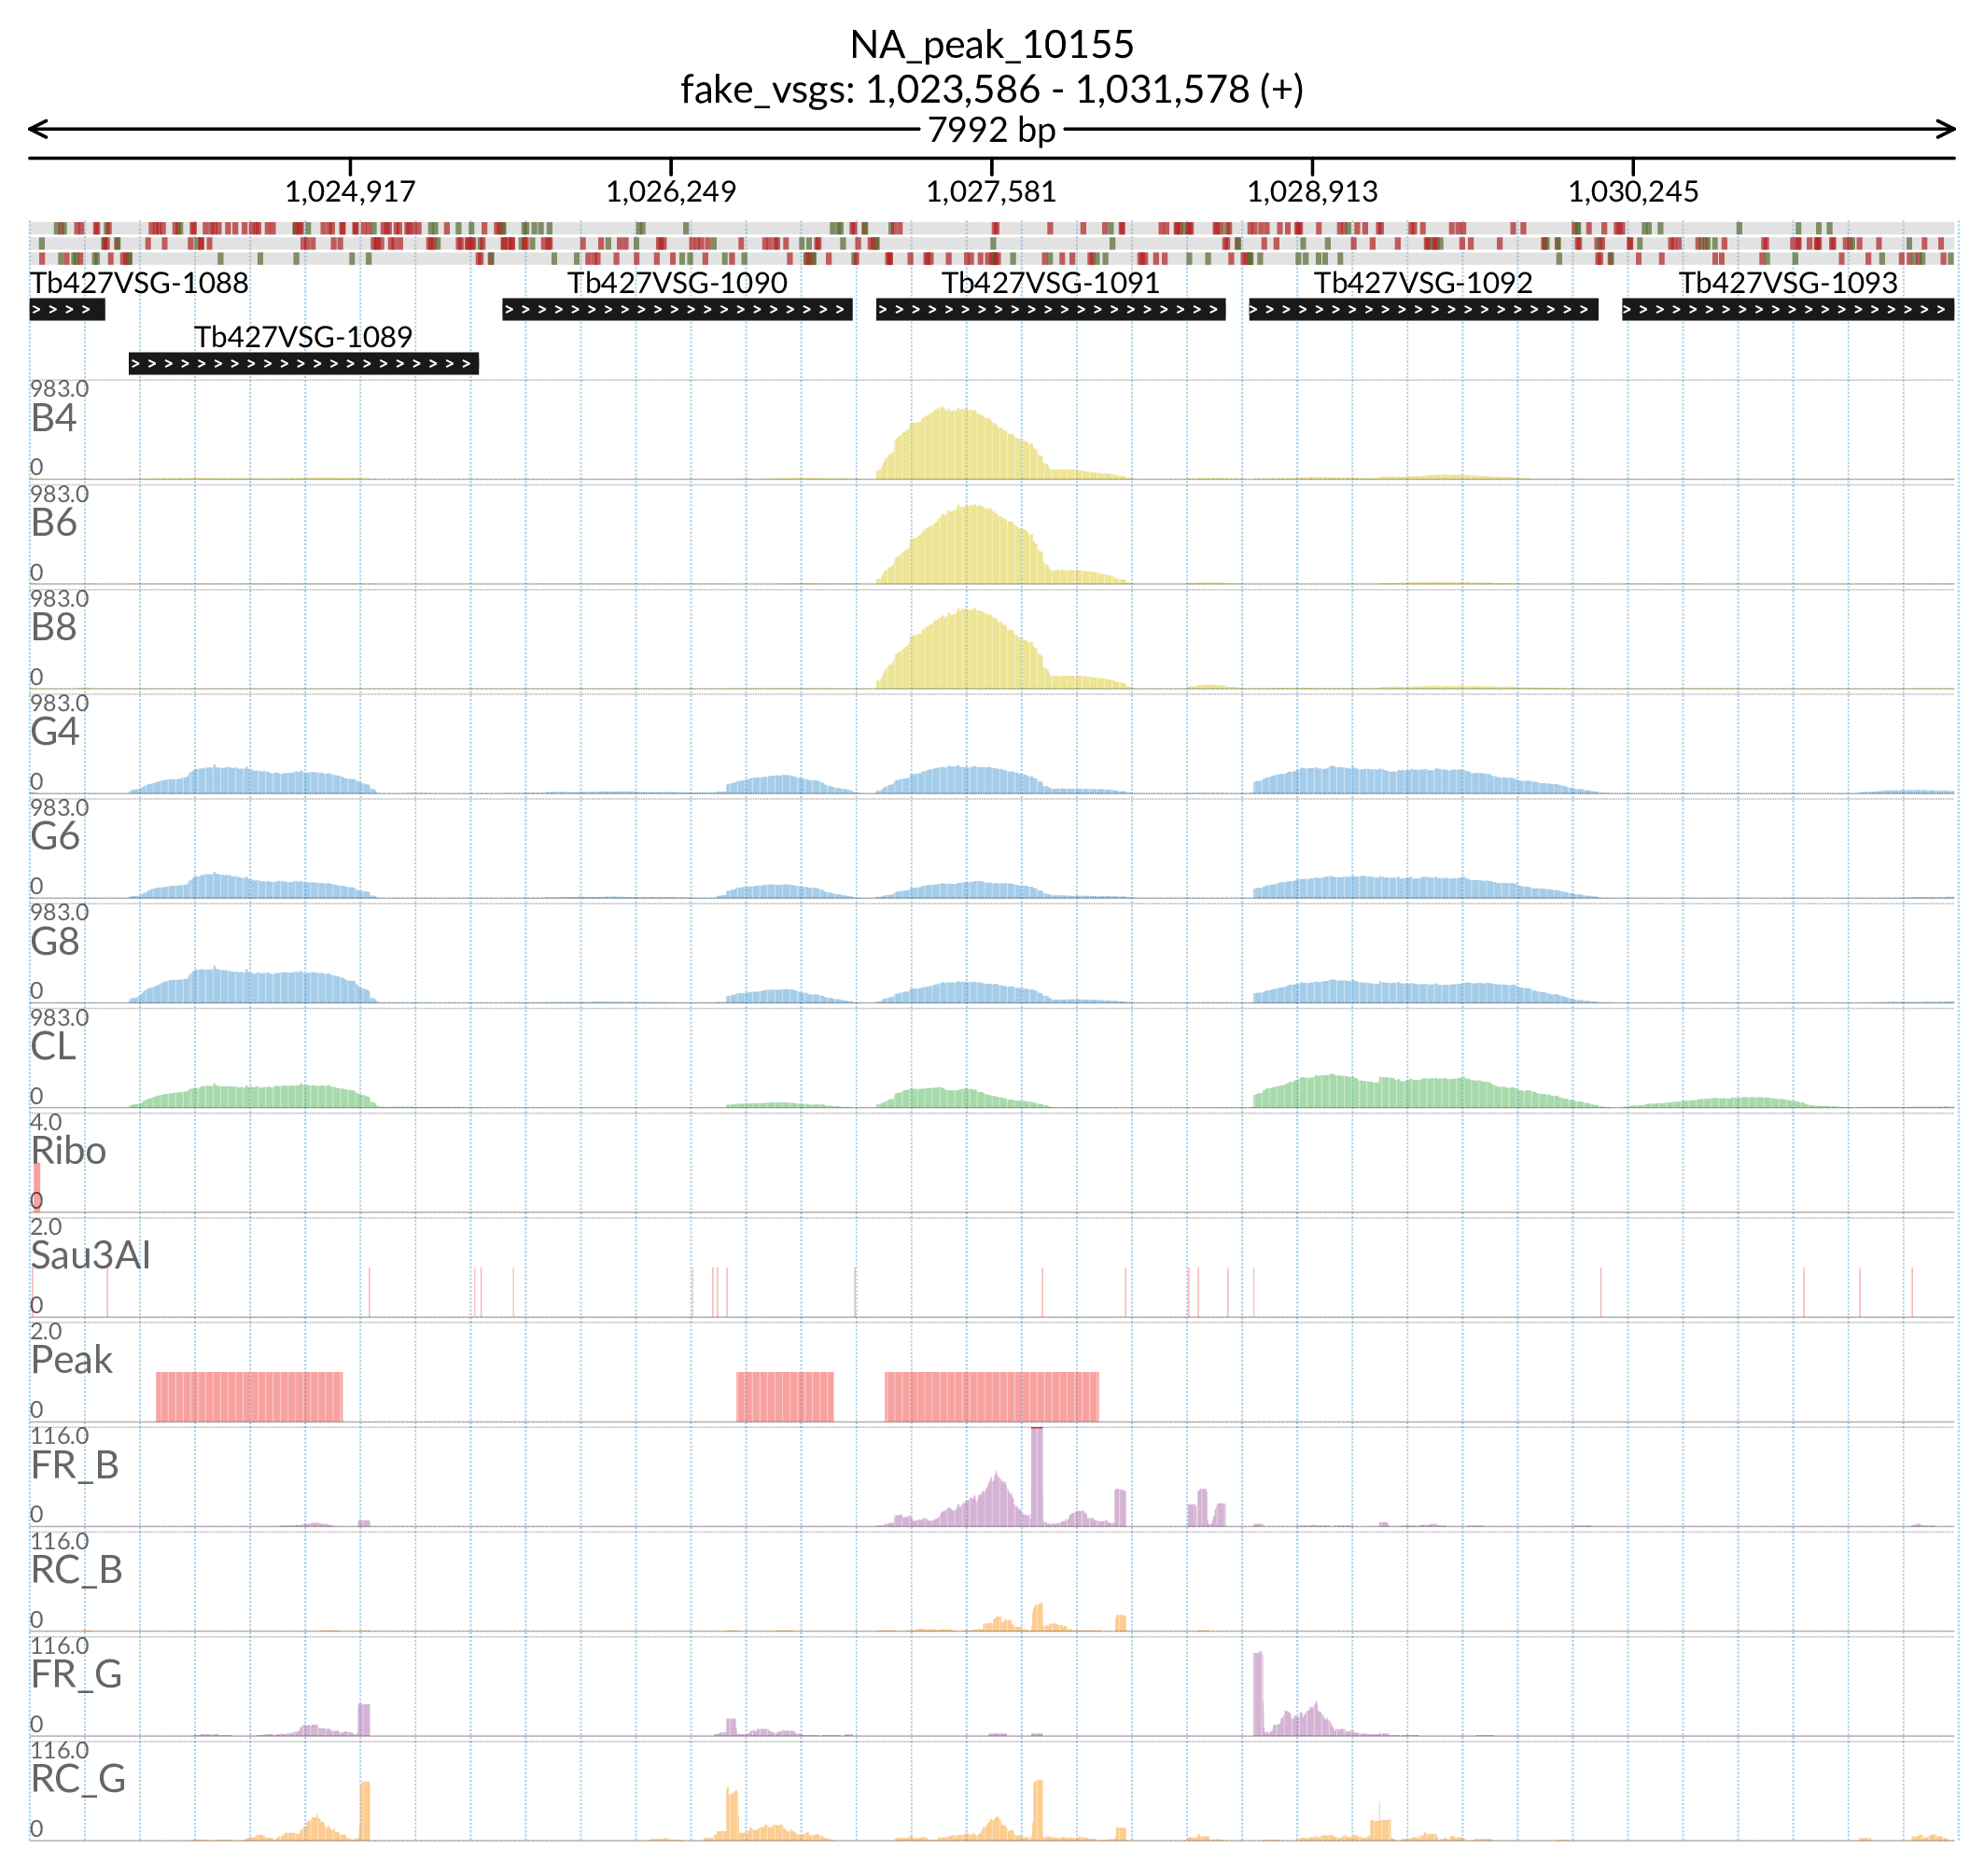 NA_peak_10155
fake_vsgs: 1,023,586 - 1,031,578 (+)
7992 bp
1,024,917 1,026,249 1,027,581 1,028,913 1,030,245
Tb427VSG-1088 Tb427VSG-1090 Tb427VSG-1091 Tb427VSG-1092 Tb427VSG-1093
Tb427VSG-1089
983.0
B4
0
983.0
B6
0
983.0
B8
0
983.0
G4
0
983.0
G6
0
983.0
G8
0
983.0
CL
0
4.0
Ribo
0
2.0
Sau3AI
0
2.0
Peak
0
116.0
FR_B
0
116.0
RC_B
0
116.0
FR_G
0
116.0
RC_G
0